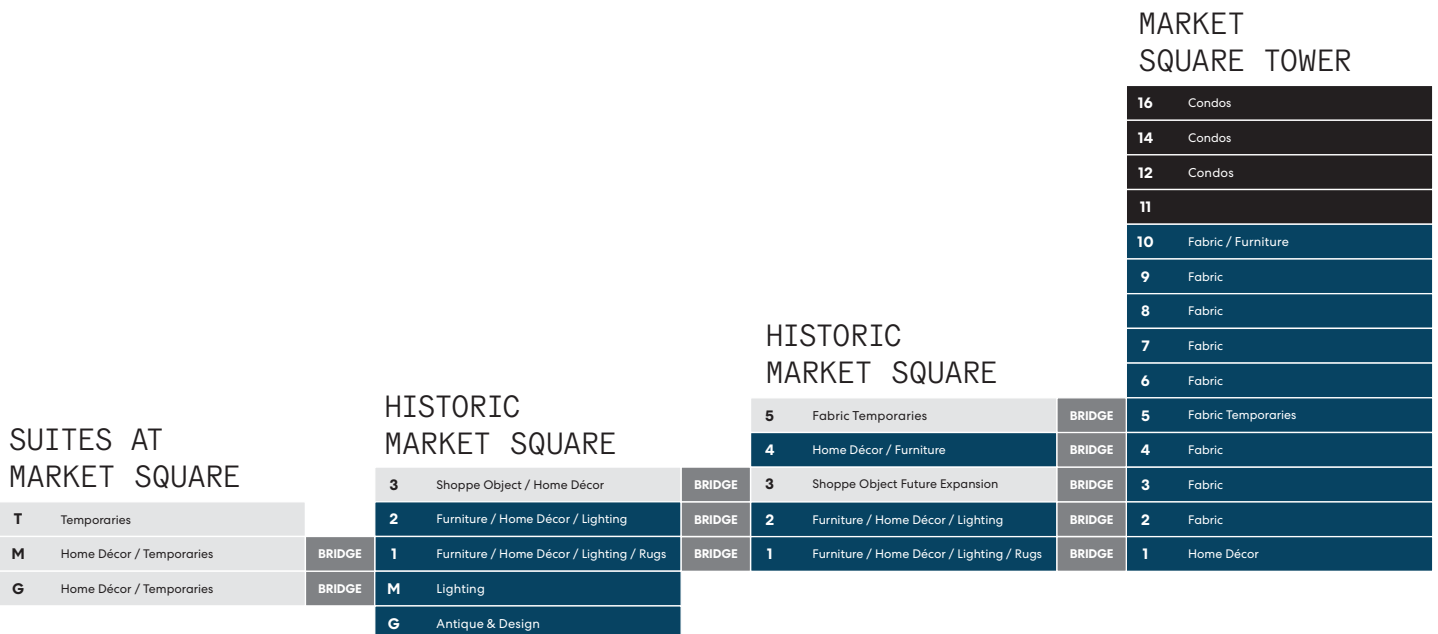 MARKET
SQUARE TOWER
16 Condos
14 Condos
12 Condos
11
10 Fabric / Furniture
9 Fabric
8 Fabric
7 Fabric
6 Fabric
5 Fabric Temporaries
4 Fabric
3 Fabric
2 Fabric
1 Home Décor
HISTORIC
MARKET SQUARE
5 Fabric Temporaries BRIDGE
4 Home Décor / Furniture BRIDGE
3 Shoppe Object Future Expansion BRIDGE
2 Furniture / Home Décor / Lighting BRIDGE
1 Furniture / Home Décor / Lighting / Rugs BRIDGE
HISTORIC
MARKET SQUARE
3 Shoppe Object / Home Décor BRIDGE
2 Furniture / Home Décor / Lighting BRIDGE
1 Furniture / Home Décor / Lighting / Rugs BRIDGE
M Lighting
G Antique & Design
SUITES AT
MARKET SQUARE
T Temporaries
M Home Décor / Temporaries BRIDGE
G Home Décor / Temporaries BRIDGE